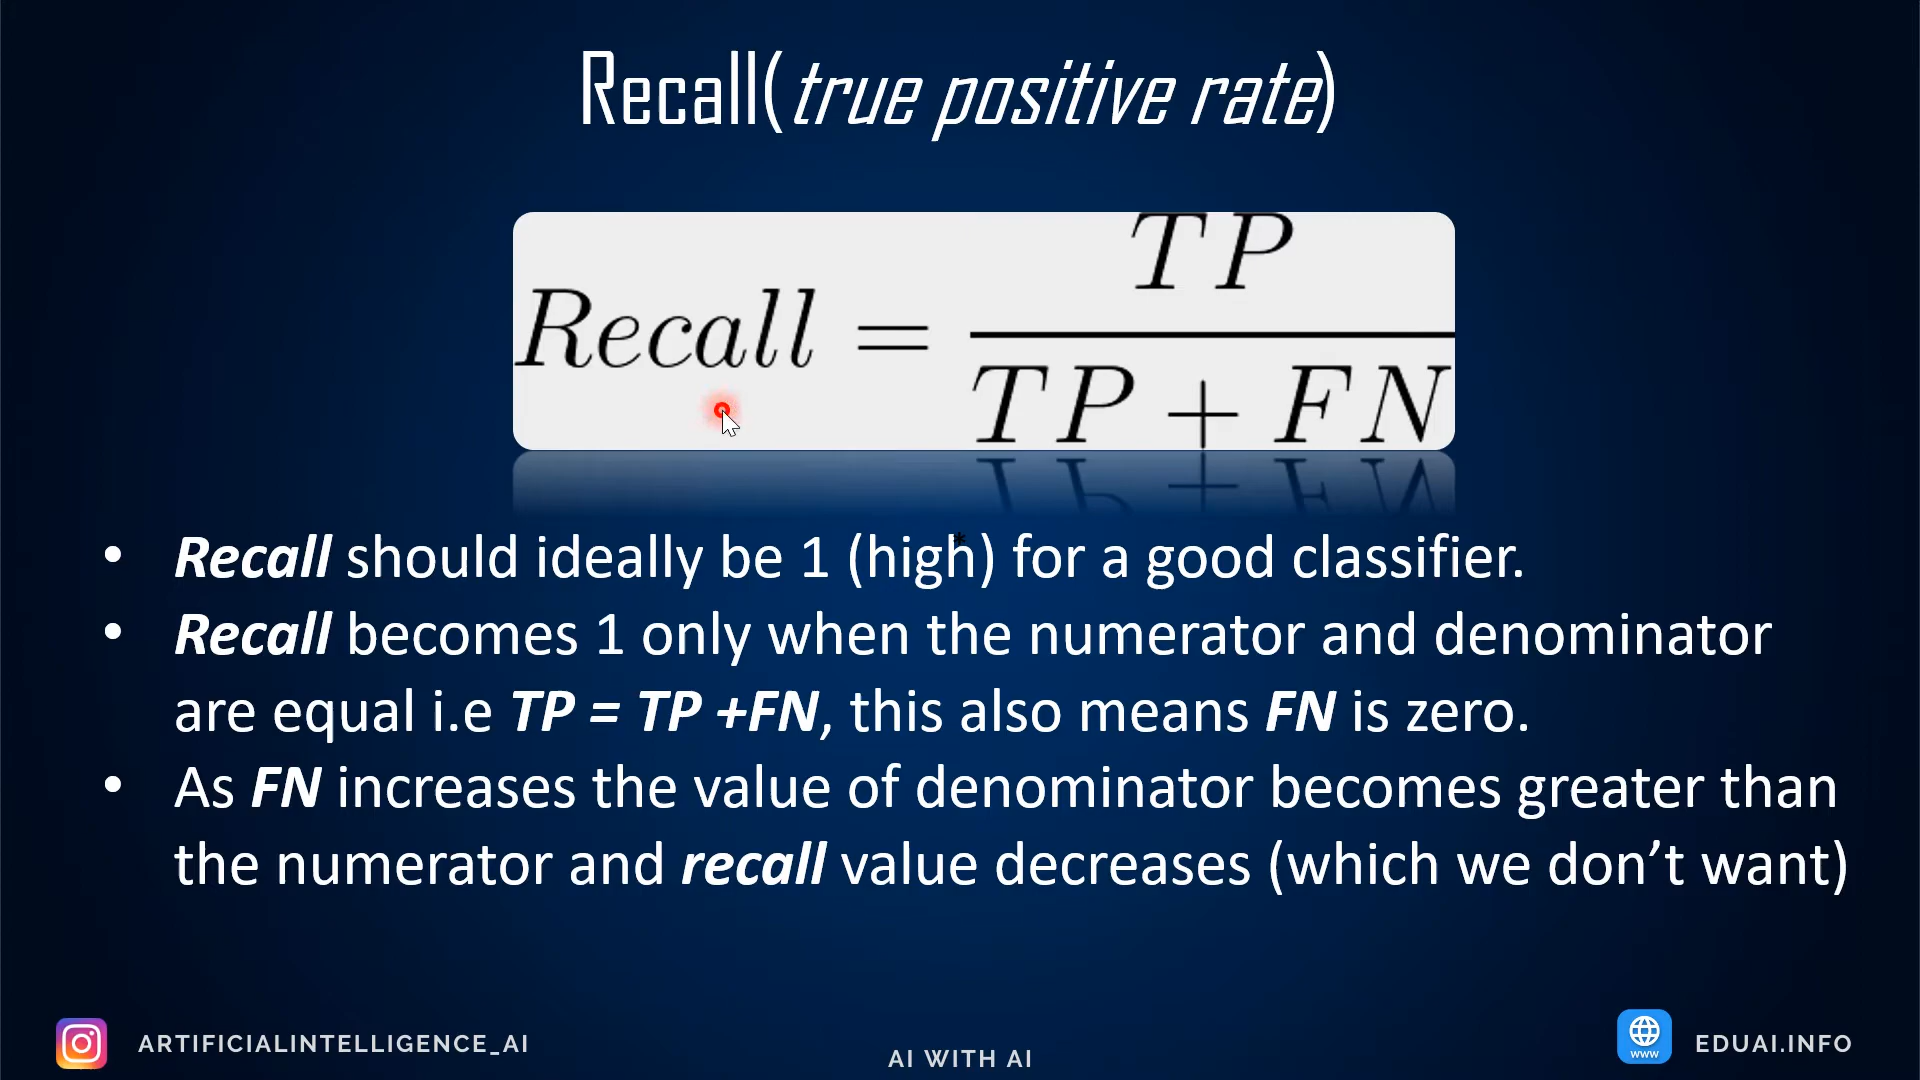 Recall(true positive rate)
Recall = TP / TP + FN
*
• Recall should ideally be 1 (high) for a good classifier.
• Recall becomes 1 only when the numerator and denominator
are equal i.e TP = TP +FN, this also means FN is zero.
• As FN increases the value of denominator becomes greater than
the numerator and recall value decreases (which we don’t want)
ARTIFICIALINTELLIGENCE_AI
AI WITH AI
WWW
EDUAI.INFO